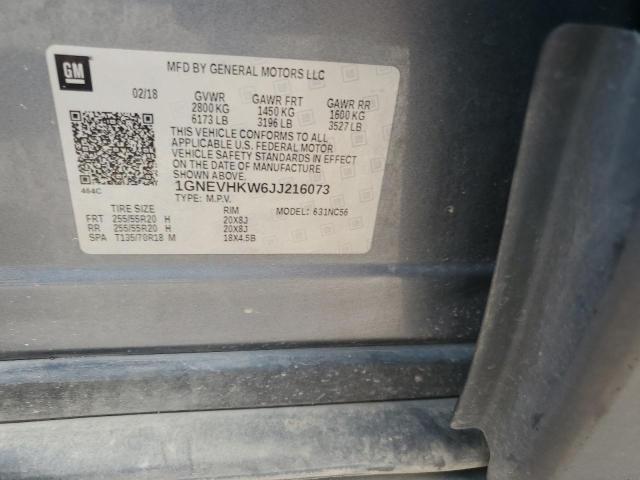 GM
MFD BY GENERAL MOTORS LLC
02/18 GVWR GAWR FRT GAWR RR
2800 KG 1450 KG 1600 KG
6173 LB 3196 LB 3527 LB
THIS VEHICLE CONFORMS TO ALL
APPLICABLE U.S. FEDERAL MOTOR
VEHICLE SAFETY STANDARDS IN EFFECT
ON THE DATE OF MANUFACTURE
SHOWN ABOVE.
1GNEVHKW6JJ216073
TYPE: M.P.V.
464C
TIRE SIZE RIM MODEL: 631NC56
FRT 255/55R20 H 20X8J
RR 255/55R20 H 20X8J
SPA T135/70R18 M 18X4.5B